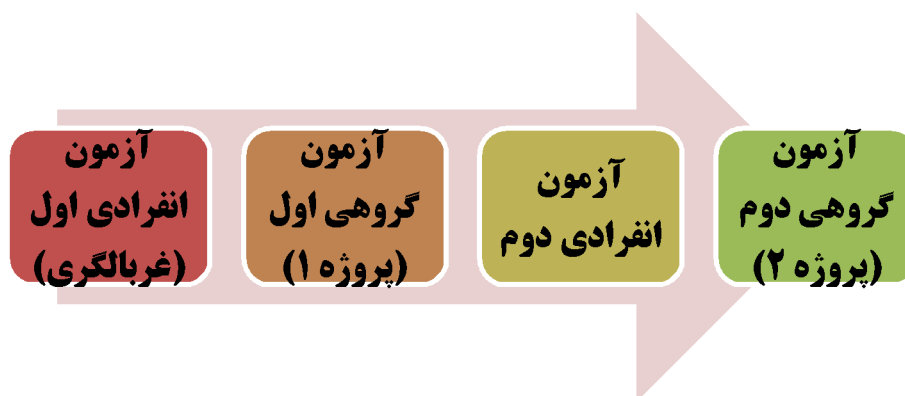 آزمون
انفرادی اول
(غربالگری)
آزمون
گروهی اول
(پروژه ۱)
آزمون
انفرادی دوم
آزمون
گروهی دوم
(پروژه ۲)